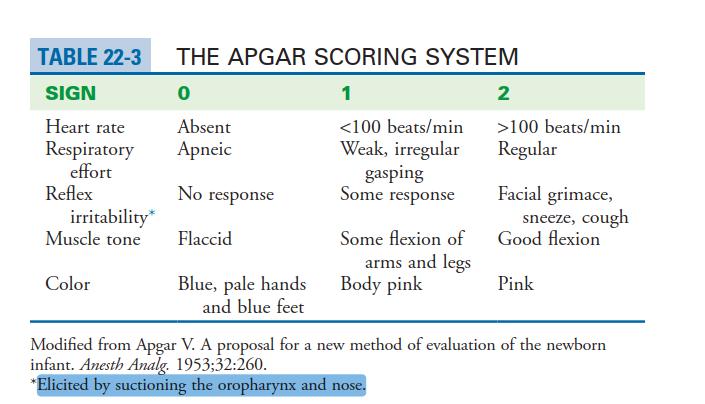 TABLE 22-3 THE APGAR SCORING SYSTEM
SIGN 0 1 2
Heart rate Absent <100 beats/min >100 beats/min
Respiratory Apneic Weak, irregular Regular
effort gasping
Reflex No response Some response Facial grimace,
irritability* sneeze, cough
Muscle tone Flaccid Some flexion of Good flexion
arms and legs
Color Blue, pale hands Body pink Pink
and blue feet
Modified from Apgar V. A proposal for a new method of evaluation of the newborn
infant. Anesth Analg. 1953;32:260.
*Elicited by suctioning the oropharynx and nose.